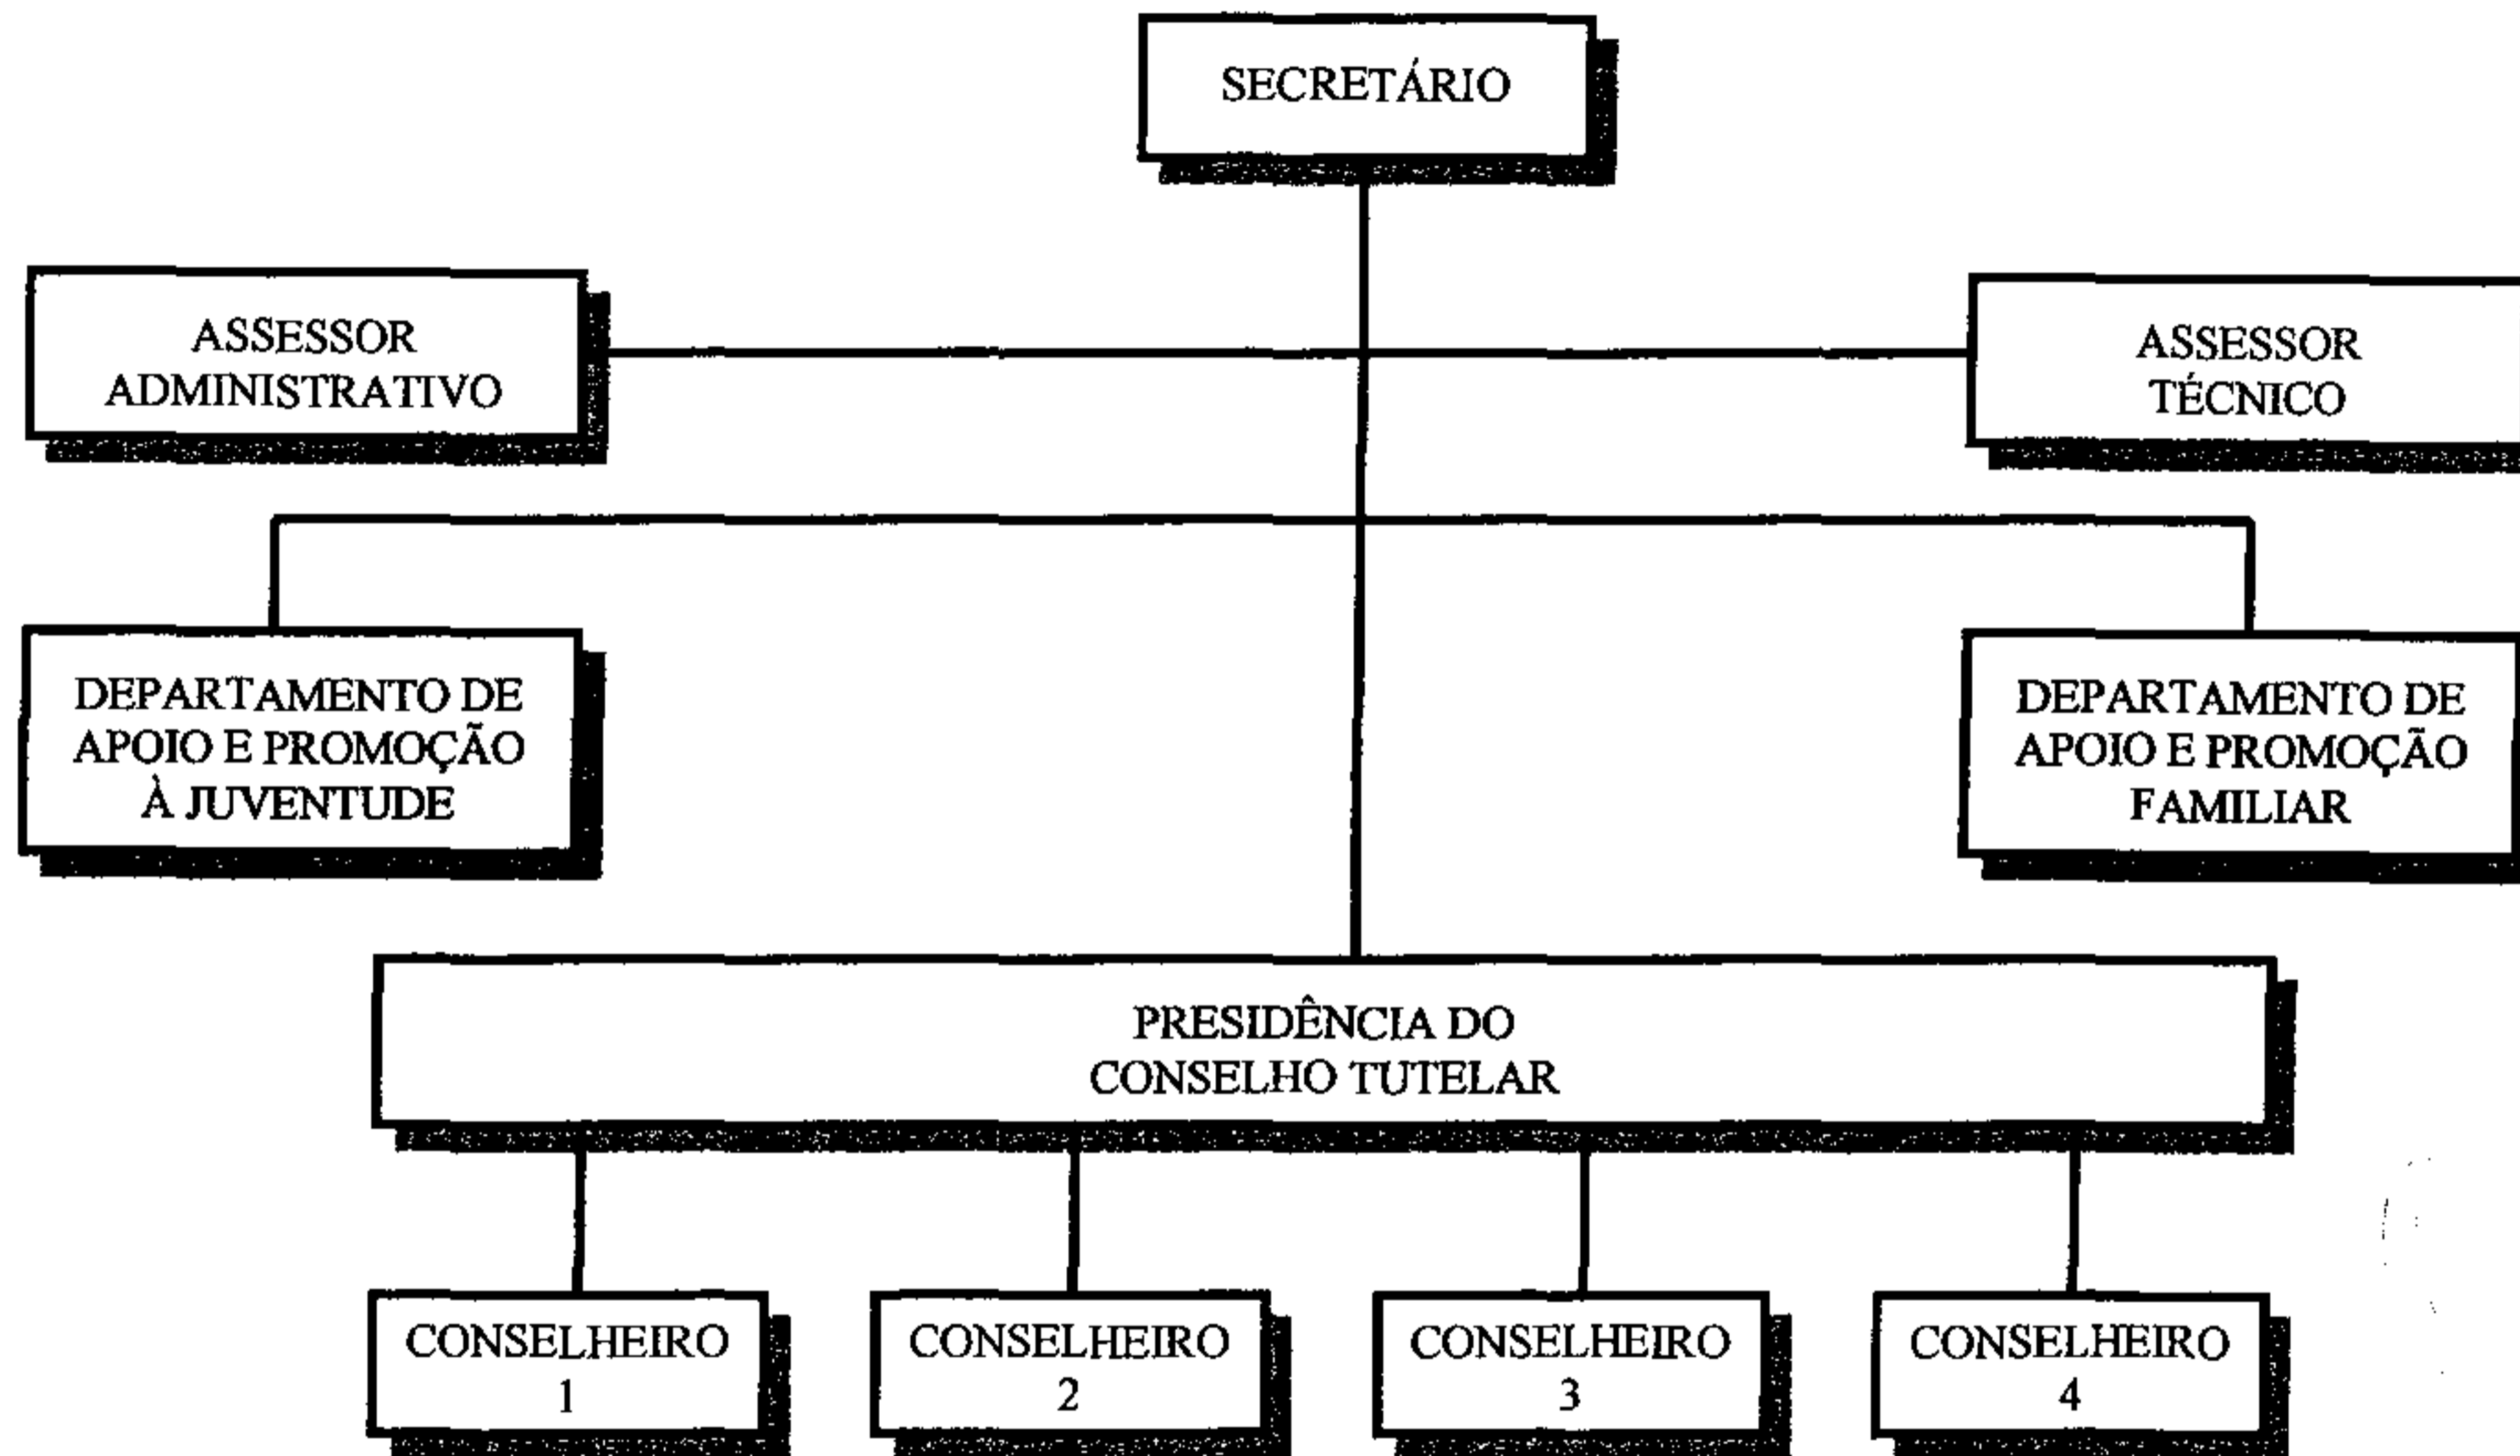 SECRETÁRIO
ASSESSOR
ADMINISTRATIVO
ASSESSOR
TÉCNICO
DEPARTAMENTO DE
APOIO E PROMOÇÃO
À JUVENTUDE
DEPARTAMENTO DE
APOIO E PROMOÇÃO
FAMILIAR
PRESIDÊNCIA DO
CONSELHO TUTELAR
CONSELHEIRO
1
CONSELHEIRO
2
CONSELHEIRO
3
CONSELHEIRO
4